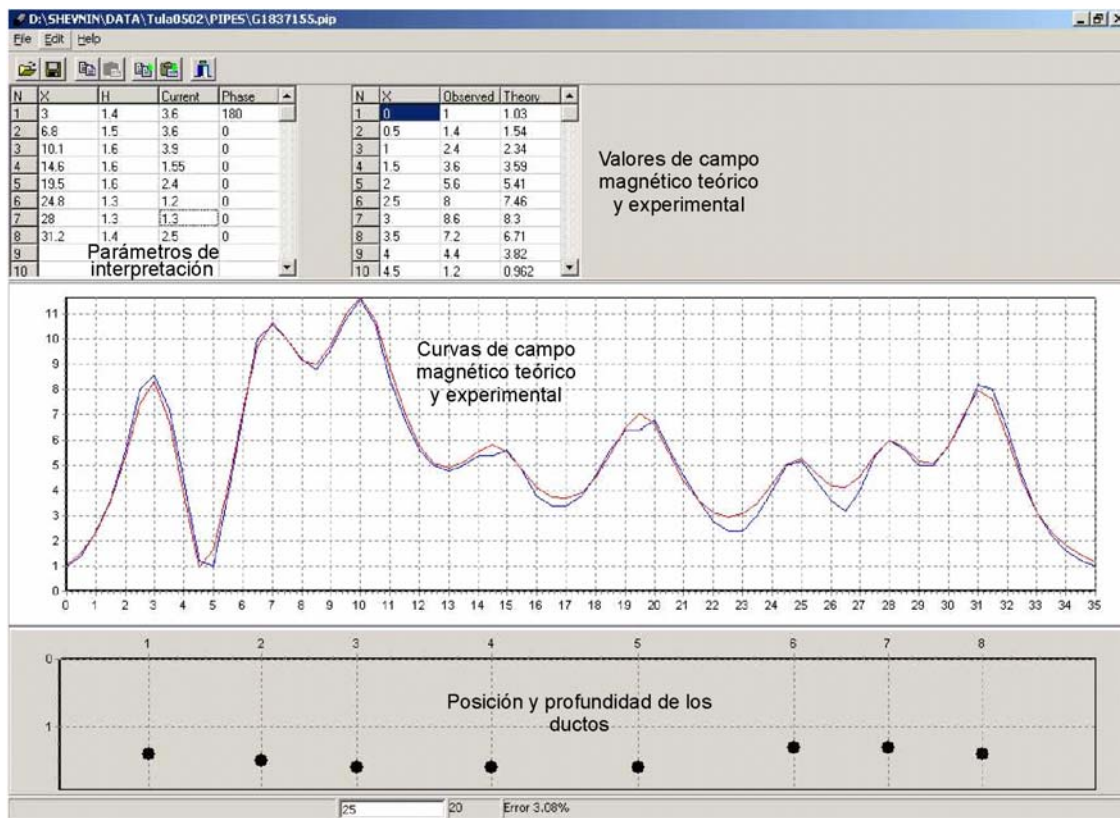 D:\SHEVNIN\DATA\Tula0502\PIPES\G1837155.pip
File Edit Help
N X H Current Phase
1 3 1.4 3.6 180
2 6.8 1.5 3.6 0
3 10.1 1.6 3.9 0
4 14.6 1.6 1.55 0
5 19.5 1.6 2.4 0
6 24.8 1.3 1.2 0
7 28 1.3 1.3 0
8 31.2 1.4 2.5 0
9
10
Parámetros de
interpretación
N X Observed Theory
1 0 1 1.03
2 0.5 1.4 1.54
3 1 2.4 2.34
4 1.5 3.6 3.59
5 2 5.6 5.41
6 2.5 8 7.46
7 3 8.6 8.3
8 3.5 7.2 6.71
9 4 4.4 3.82
10 4.5 1.2 0.962
Valores de campo
magnético teórico
y experimental
11
10
9
8
7
6
5
4
3
2
1
0
Curvas de campo
magnético teórico
y experimental
0 1 2 3 4 5 6 7 8 9 10 11 12 13 14 15 16 17 18 19 20 21 22 23 24 25 26 27 28 29 30 31 32 33 34 35
1 2 3 4 5 6 7 8
0
1
Posición y profundidad de los
ductos
25 20 Error 3.08%